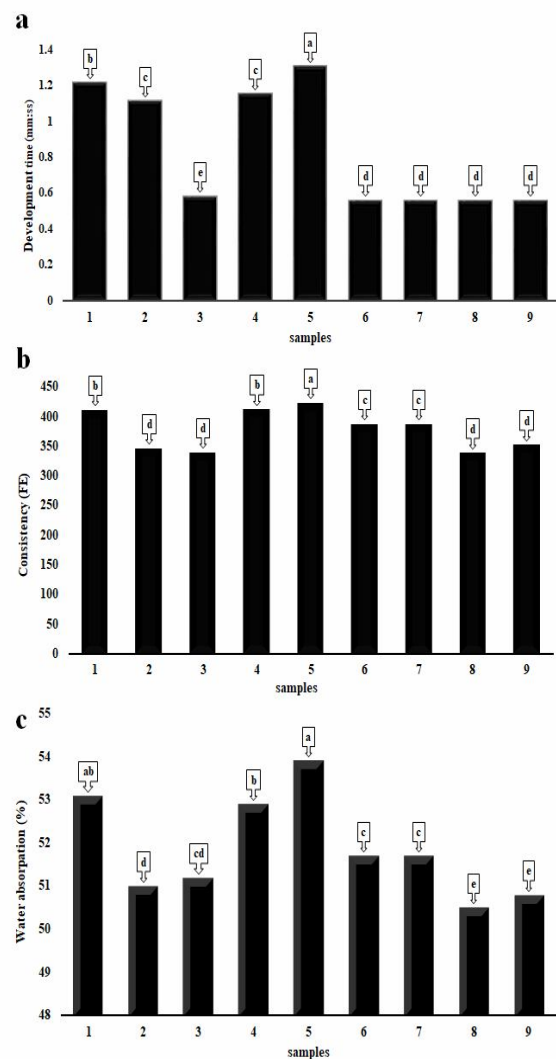 a
Development time (mm:ss)
1.4
1.2
1
0.8
0.6
0.4
0.2
0
b
c
e
c
a
d
d
d
d
1 2 3 4 5 6 7 8 9
samples
b
Consistency (FE)
450
400
350
300
250
200
150
100
50
0
b
d
d
b
a
c
c
d
d
1 2 3 4 5 6 7 8 9
samples
c
Water absorpation (%)
55
54
53
52
51
50
49
48
ab
d
cd
b
a
c
c
e
e
1 2 3 4 5 6 7 8 9
samples